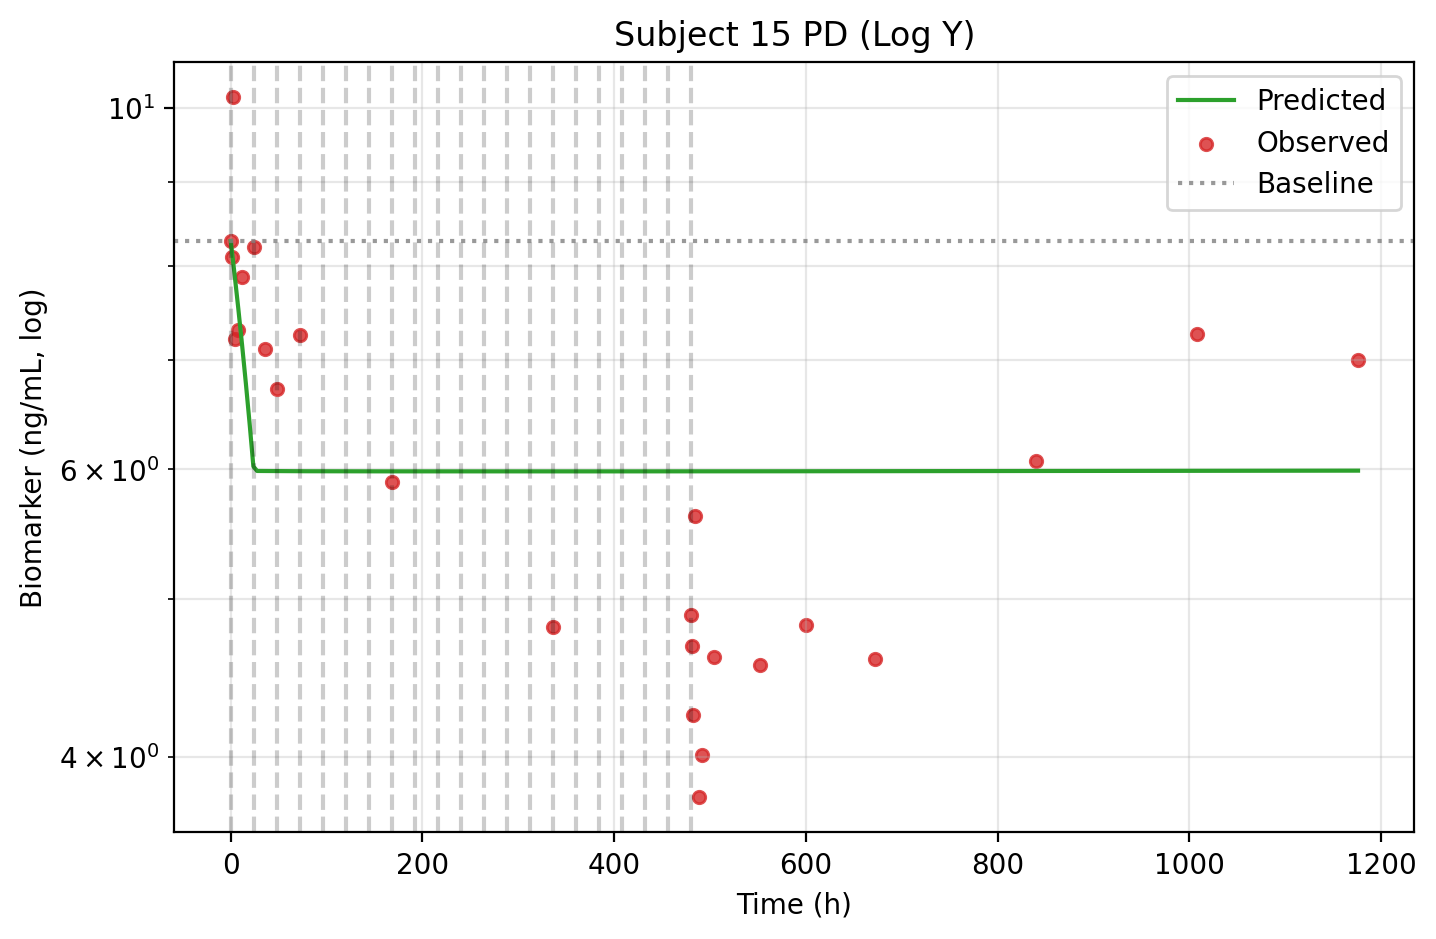 Subject 15 PD (Log Y)
Predicted
Observed
Baseline
Biomarker (ng/mL, log)
10¹
6 × 10⁰
4 × 10⁰
0 200 400 600 800 1000 1200
Time (h)